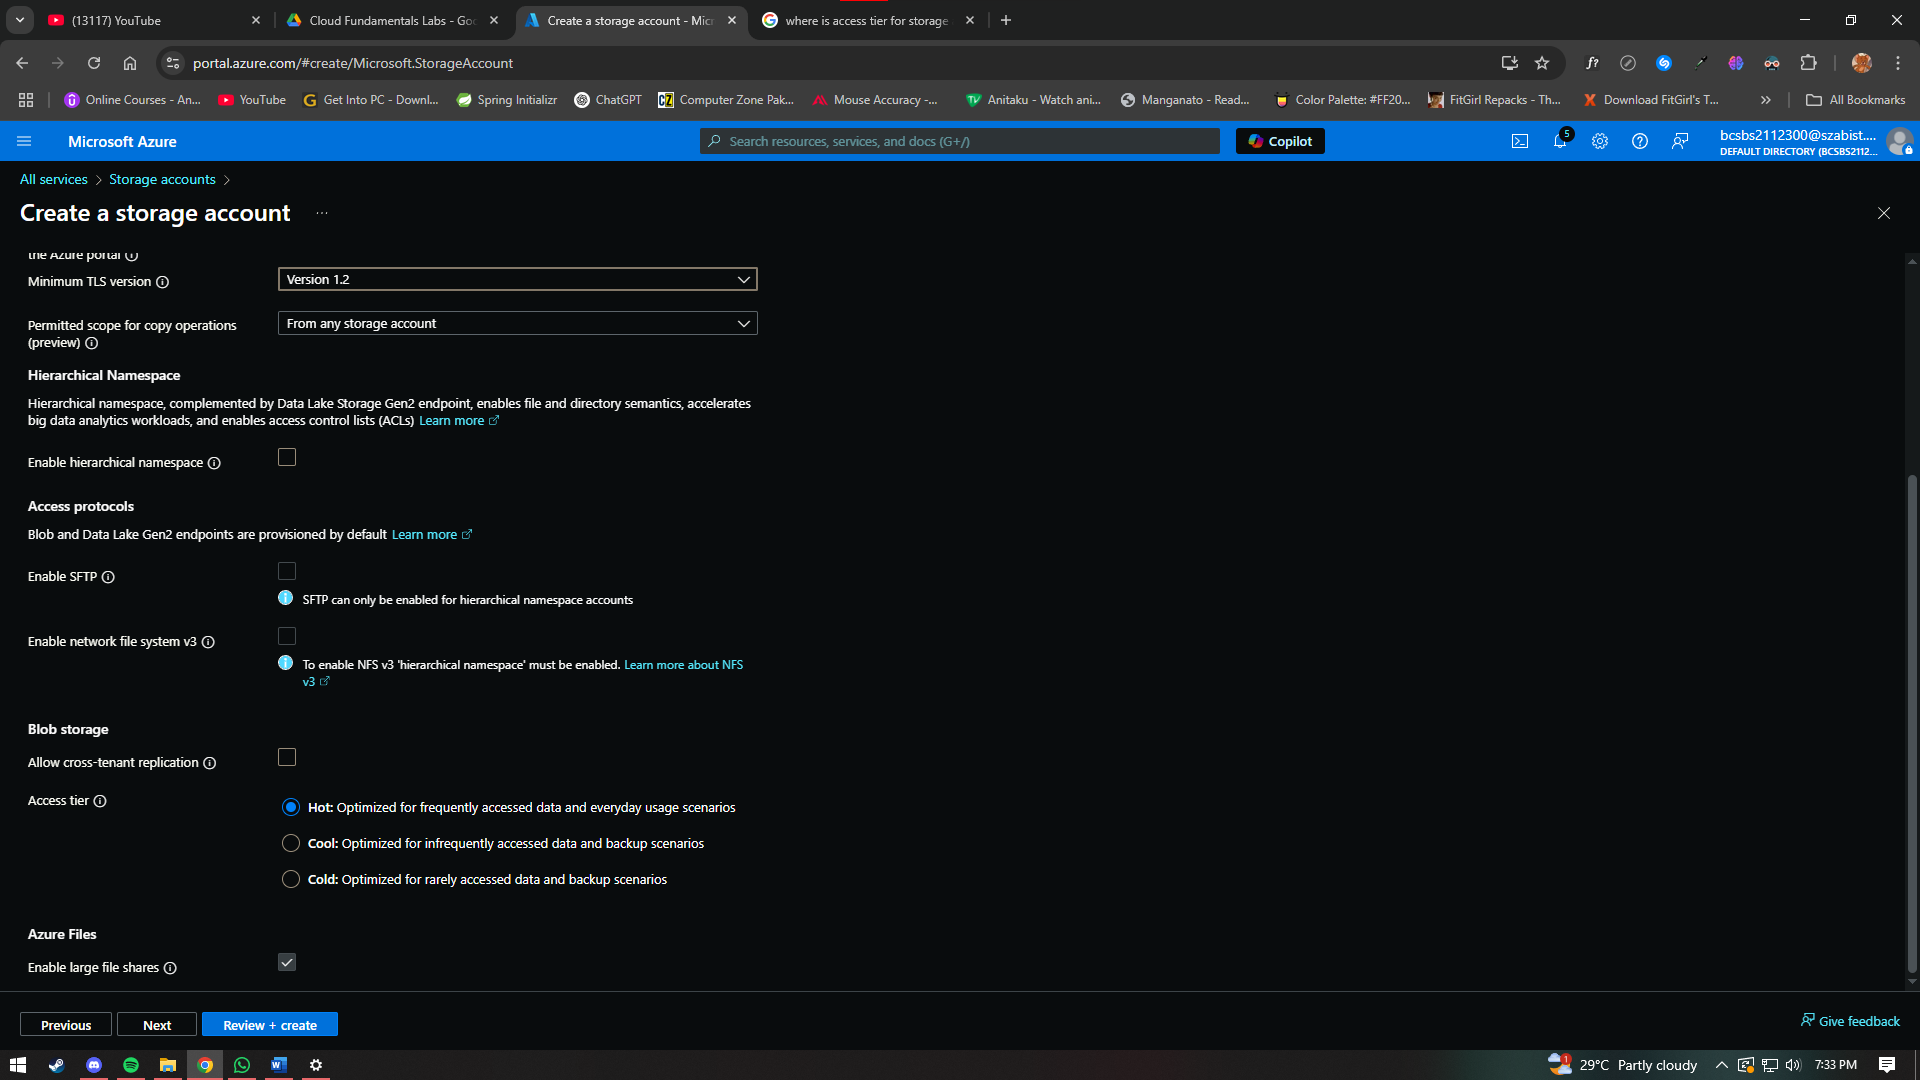 (13117) YouTube
Cloud Fundamentals Labs - Goo
Create a storage account - Micr
where is access tier for storage
portal.azure.com/#create/Microsoft.StorageAccount
f?
Online Courses - An...
YouTube
Get Into PC - Downl...
Spring Initializr
ChatGPT
Computer Zone Pak...
Mouse Accuracy -...
Anitaku - Watch ani...
Manganato - Read...
Color Palette: #FF20...
FitGirl Repacks - Th...
Download FitGirl's T...
All Bookmarks
Microsoft Azure
Search resources, services, and docs (G+/)
Copilot
5
bcsbs2112300@szabist....
DEFAULT DIRECTORY (BCSBS2112...
All services > Storage accounts >
Create a storage account ...
the Azure portal
Minimum TLS version
Version 1.2
Permitted scope for copy operations
(preview)
From any storage account
Hierarchical Namespace
Hierarchical namespace, complemented by Data Lake Storage Gen2 endpoint, enables file and directory semantics, accelerates
big data analytics workloads, and enables access control lists (ACLs) Learn more
Enable hierarchical namespace
Access protocols
Blob and Data Lake Gen2 endpoints are provisioned by default Learn more
Enable SFTP
SFTP can only be enabled for hierarchical namespace accounts
Enable network file system v3
To enable NFS v3 'hierarchical namespace' must be enabled. Learn more about NFS
v3
Blob storage
Allow cross-tenant replication
Access tier
Hot: Optimized for frequently accessed data and everyday usage scenarios
Cool: Optimized for infrequently accessed data and backup scenarios
Cold: Optimized for rarely accessed data and backup scenarios
Azure Files
Enable large file shares
Previous
Next
Review + create
Give feedback
1
29°C Partly cloudy
7:33 PM